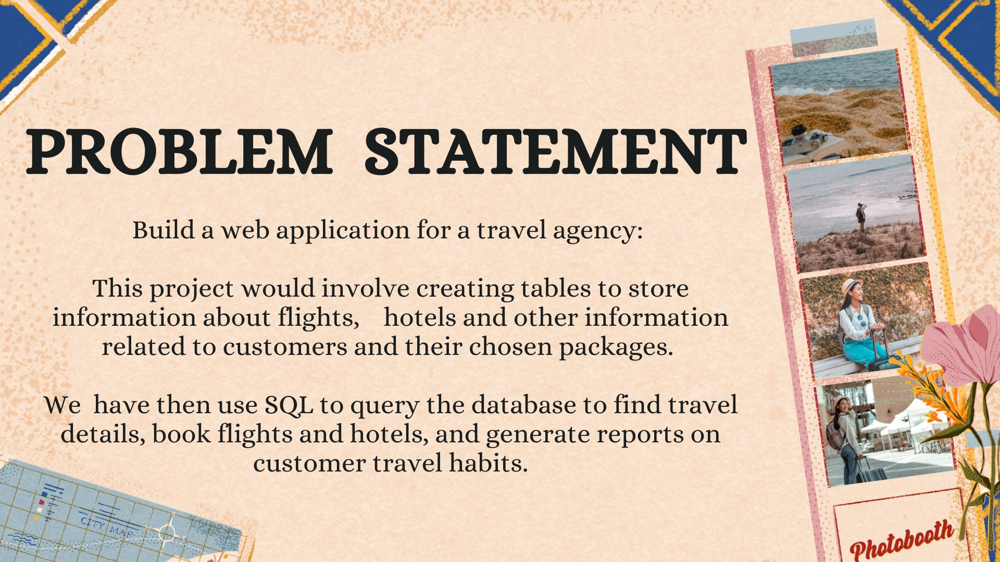 PROBLEM STATEMENT
Build a web application for a travel agency:
This project would involve creating tables to store
information about flights, hotels and other information
related to customers and their chosen packages.
We have then use SQL to query the database to find travel
details, book flights and hotels, and generate reports on
customer travel habits.
CITY MAP
Photobooth